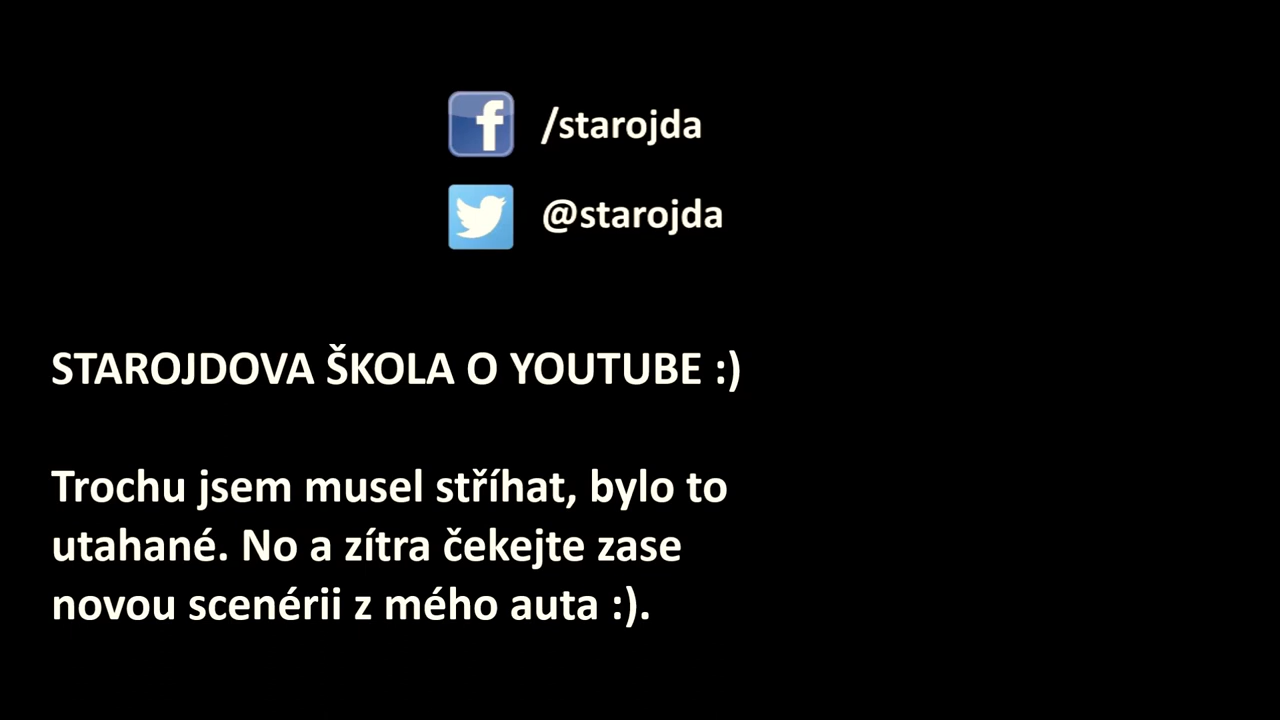 /starojda
@starojda
STAROJDOVA ŠKOLA O YOUTUBE :)
Trochu jsem musel stříhat, bylo to
utahané. No a zítra čekejte zase
novou scenérii z mého auta :).